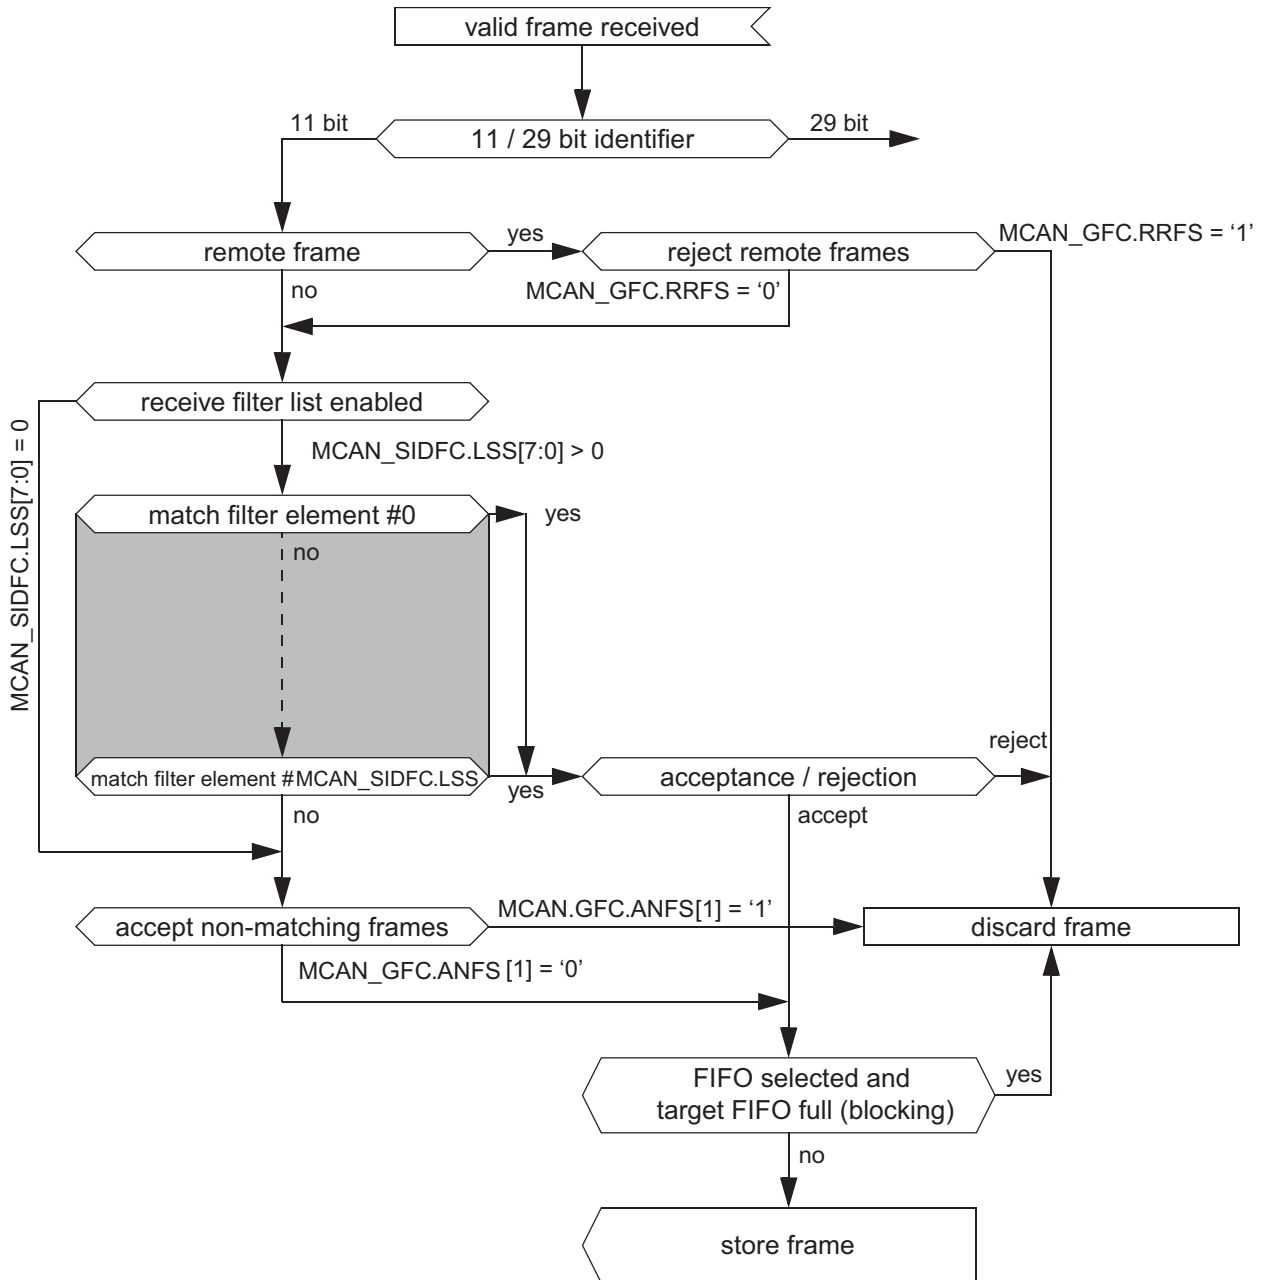 valid frame received
11 bit
11 / 29 bit identifier
29 bit
remote frame
yes
reject remote frames
MCAN_GFC.RRFS = ‘1’
no
MCAN_GFC.RRFS = ‘0’
receive filter list enabled
MCAN_SIDFC.LSS[7:0] = 0
MCAN_SIDFC.LSS[7:0] > 0
match filter element #0
yes
no
match filter element #MCAN_SIDFC.LSS
yes
acceptance / rejection
reject
no
accept
accept non-matching frames
MCAN.GFC.ANFS[1] = ‘1’
discard frame
MCAN_GFC.ANFS [1] = ‘0’
FIFO selected and
target FIFO full (blocking)
yes
no
store frame